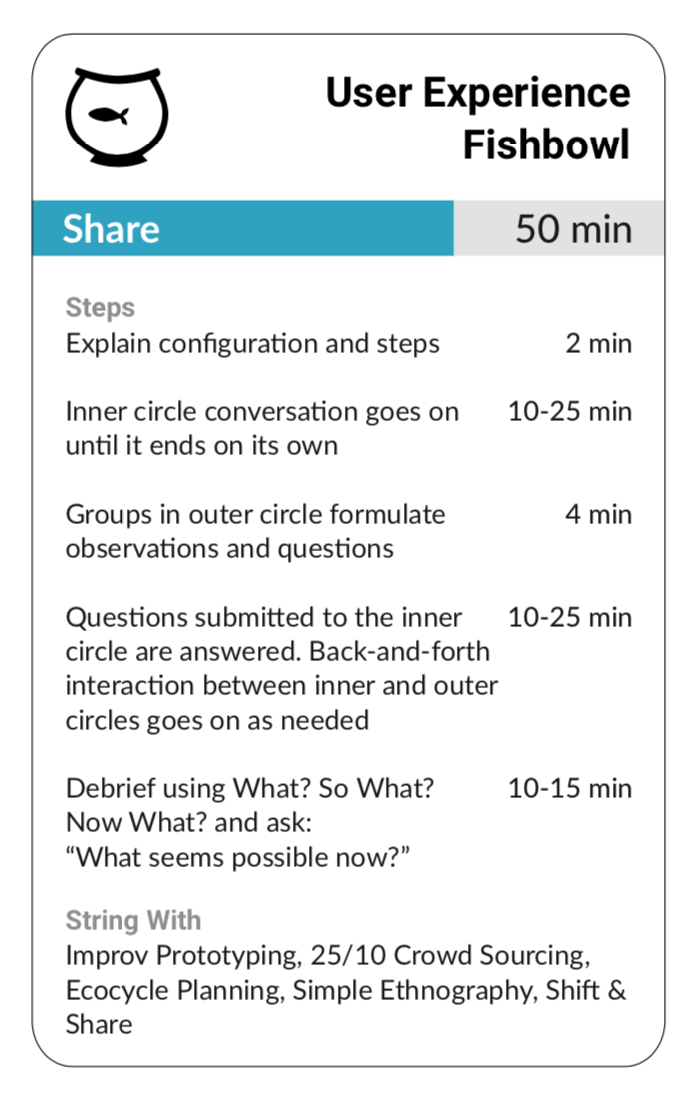 User Experience
Fishbowl
Share 50 min
Steps
Explain configuration and steps 2 min
Inner circle conversation goes on 10-25 min
until it ends on its own
Groups in outer circle formulate 4 min
observations and questions
Questions submitted to the inner 10-25 min
circle are answered. Back-and-forth
interaction between inner and outer
circles goes on as needed
Debrief using What? So What? 10-15 min
Now What? and ask:
“What seems possible now?”
String With
Improv Prototyping, 25/10 Crowd Sourcing,
Ecocycle Planning, Simple Ethnography, Shift &
Share